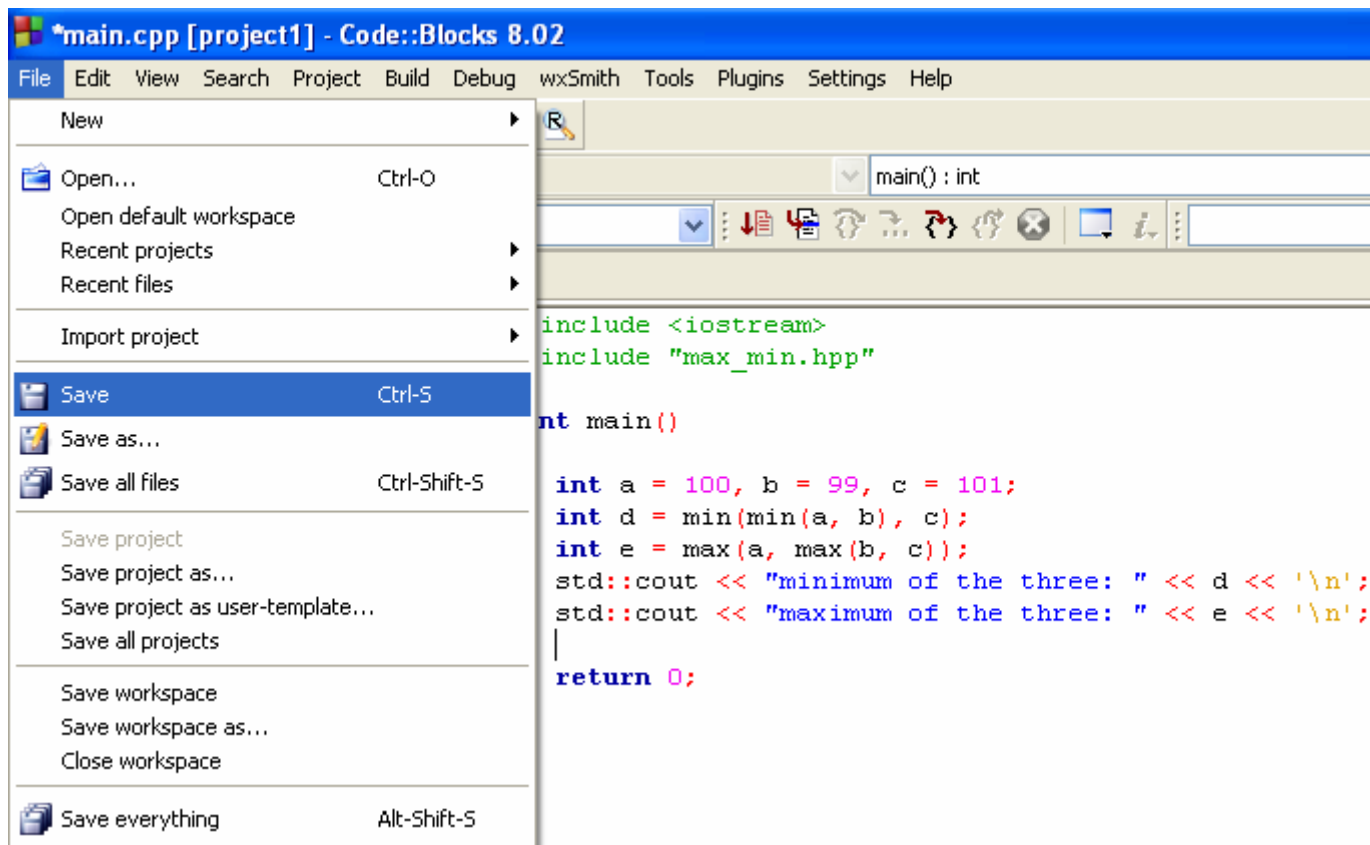 *main.cpp [project1] - Code::Blocks 8.02
File Edit View Search Project Build Debug wxSmith Tools Plugins Settings Help
New
Open... Ctrl-O
Open default workspace
Recent projects
Recent files
Import project
Save Ctrl-S
Save as...
Save all files Ctrl-Shift-S
Save project
Save project as...
Save project as user-template...
Save all projects
Save workspace
Save workspace as...
Close workspace
Save everything Alt-Shift-S
R
main() : int
include <iostream>
include "max_min.hpp"
nt main()
int a = 100, b = 99, c = 101;
int d = min(min(a, b), c);
int e = max(a, max(b, c));
std::cout << "minimum of the three: " << d << '\n';
std::cout << "maximum of the three: " << e << '\n';
return 0;